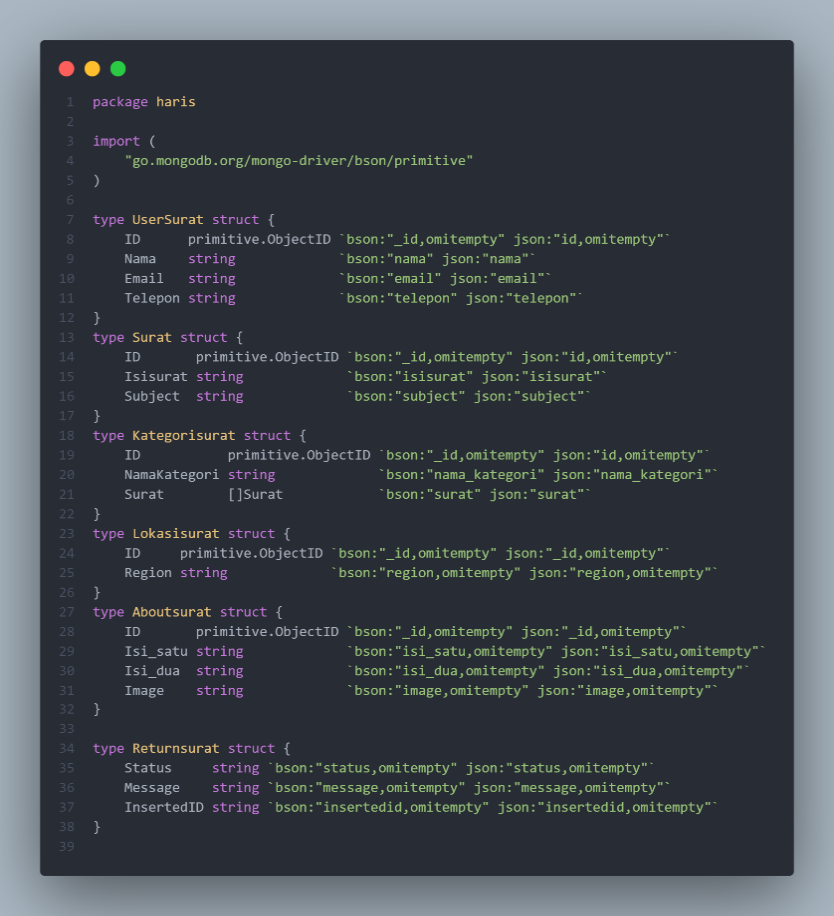 1 package haris
2
3 import (
4     "go.mongodb.org/mongo-driver/bson/primitive"
5 )
6
7 type UserSurat struct {
8     ID      primitive.ObjectID `bson:"_id,omitempty" json:"id,omitempty"`
9     Nama    string             `bson:"nama" json:"nama"`
10     Email   string             `bson:"email" json:"email"`
11     Telepon string             `bson:"telepon" json:"telepon"`
12 }
13 type Surat struct {
14     ID       primitive.ObjectID `bson:"_id,omitempty" json:"id,omitempty"`
15     Isisurat string             `bson:"isisurat" json:"isisurat"`
16     Subject  string             `bson:"subject" json:"subject"`
17 }
18 type Kategorisurat struct {
19     ID           primitive.ObjectID `bson:"_id,omitempty" json:"id,omitempty"`
20     NamaKategori string             `bson:"nama_kategori" json:"nama_kategori"`
21     Surat        []Surat            `bson:"surat" json:"surat"`
22 }
23 type Lokasisurat struct {
24     ID     primitive.ObjectID `bson:"_id,omitempty" json:"_id,omitempty"`
25     Region string             `bson:"region,omitempty" json:"region,omitempty"`
26 }
27 type Aboutsurat struct {
28     ID       primitive.ObjectID `bson:"_id,omitempty" json:"_id,omitempty"`
29     Isi_satu string             `bson:"isi_satu,omitempty" json:"isi_satu,omitempty"`
30     Isi_dua  string             `bson:"isi_dua,omitempty" json:"isi_dua,omitempty"`
31     Image    string             `bson:"image,omitempty" json:"image,omitempty"`
32 }
33
34 type Returnsurat struct {
35     Status     string `bson:"status,omitempty" json:"status,omitempty"`
36     Message    string `bson:"message,omitempty" json:"message,omitempty"`
37     InsertedID string `bson:"insertedid,omitempty" json:"insertedid,omitempty"`
38 }
39